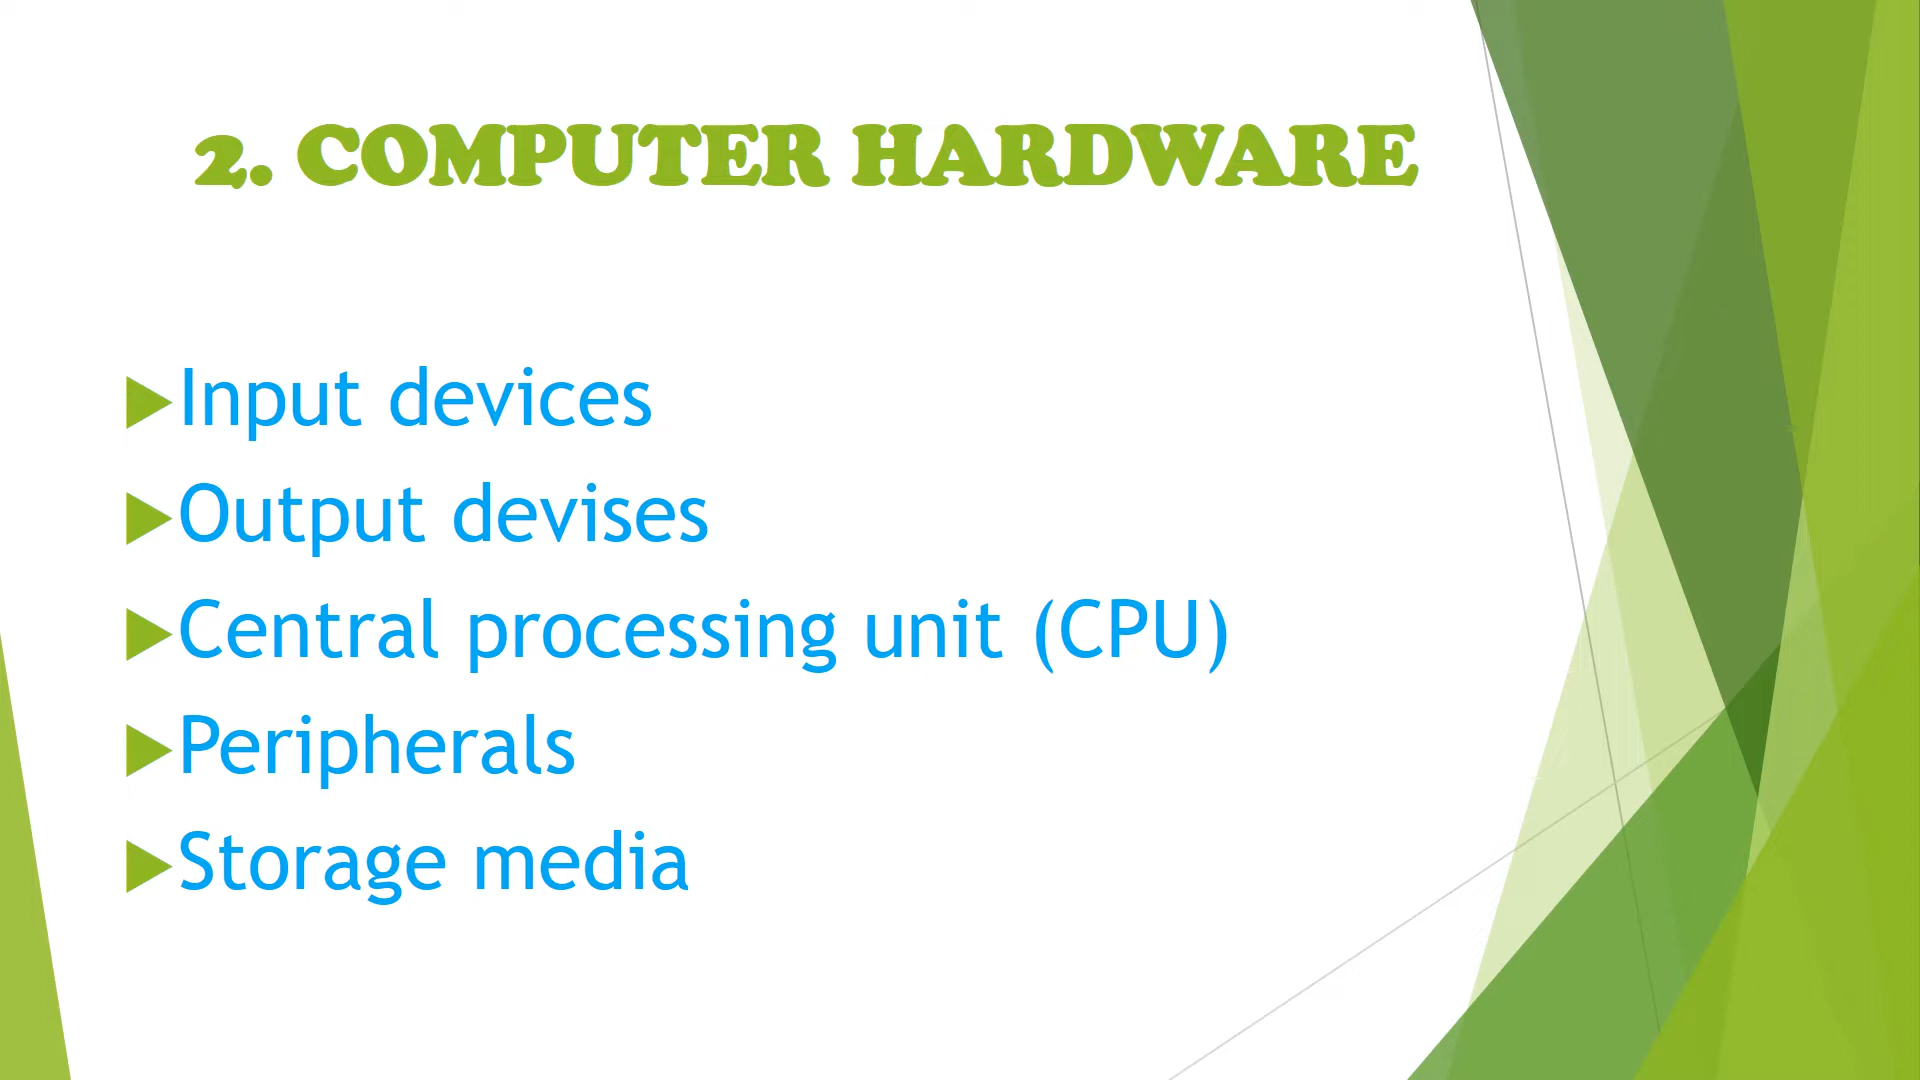 2. COMPUTER HARDWARE
Input devices
Output devises
Central processing unit (CPU)
Peripherals
Storage media